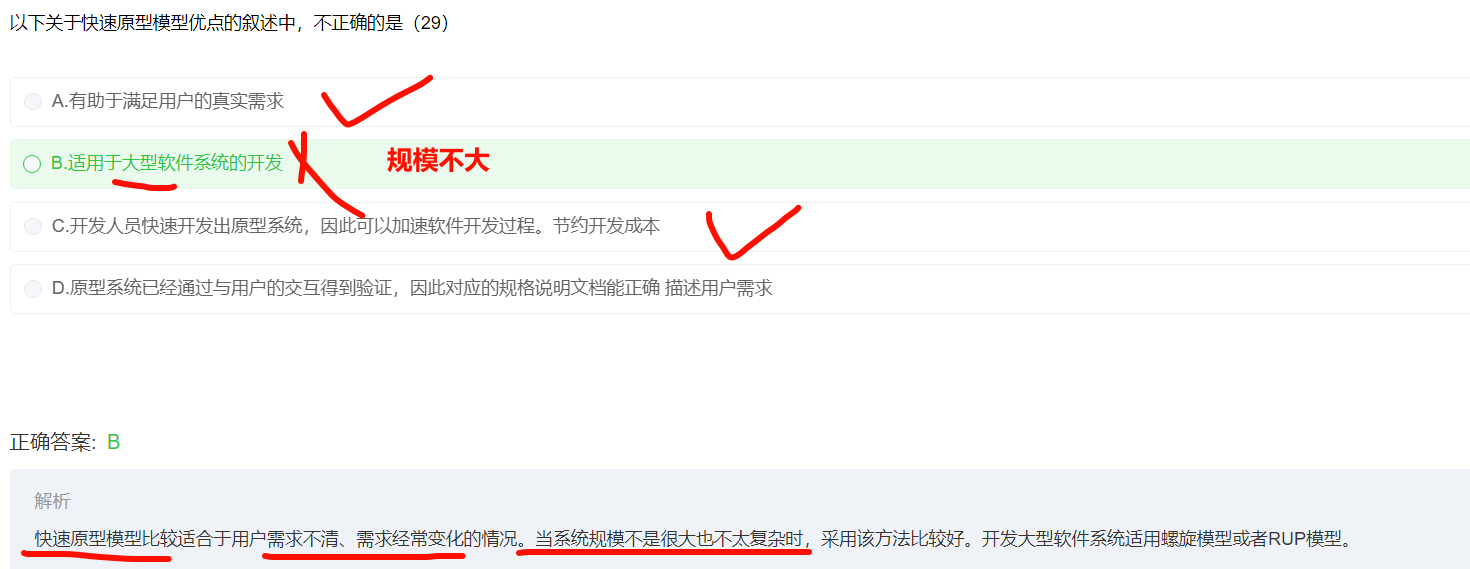 以下关于快速原型模型优点的叙述中，不正确的是（29）
A.有助于满足用户的真实需求
B.适用于大型软件系统的开发
规模不大
C.开发人员快速开发出原型系统，因此可以加速软件开发过程。节约开发成本
D.原型系统已经通过与用户的交互得到验证，因此对应的规格说明文档能正确 描述用户需求
正确答案: B
解析
快速原型模型比较适合于用户需求不清、需求经常变化的情况。当系统规模不是很大也不太复杂时，采用该方法比较好。开发大型软件系统适用螺旋模型或者RUP模型。